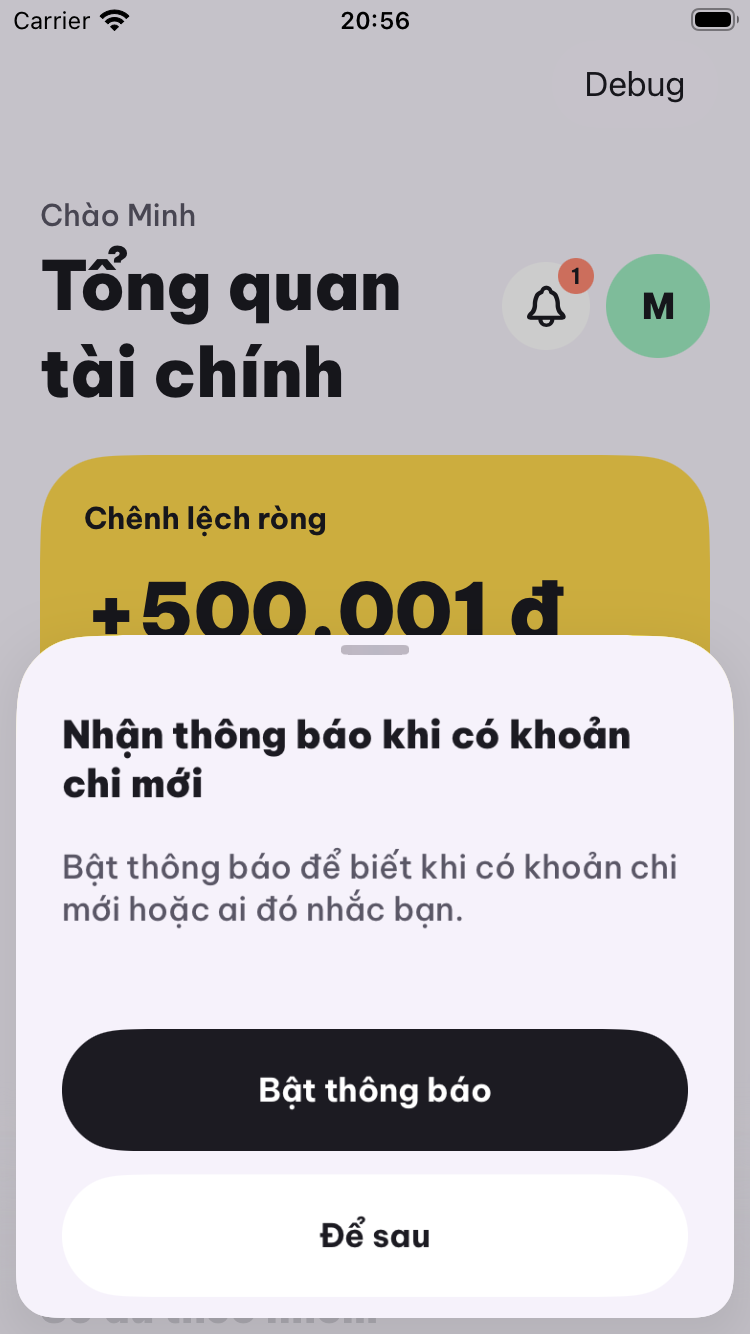 Carrier
20:56
Debug
Chào Minh
Tổng quan
tài chính
1
M
Chênh lệch ròng
+500.001 đ
Nhận thông báo khi có khoản
chi mới
Bật thông báo để biết khi có khoản chi
mới hoặc ai đó nhắc bạn.
Bật thông báo
Để sau